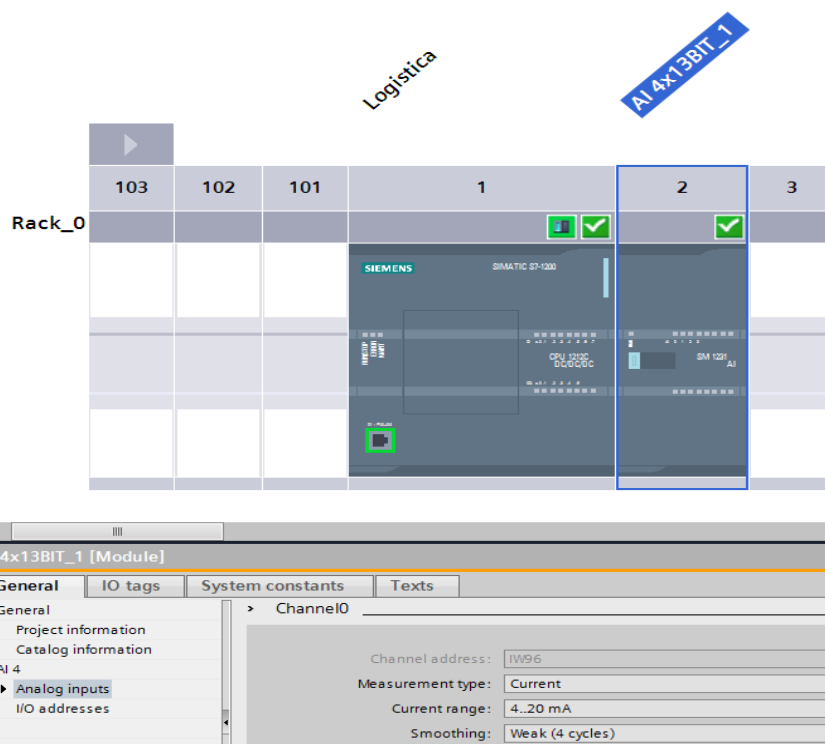 Logistica
AI 4x13BIT_1
103 102 101 1 2 3
Rack_0
SIEMENS SIMATIC S7-1200
CPU 1212C
DC/DC/DC
SM 1231
AI
4x13BIT_1 [Module]
General IO tags System constants Texts
General
Project information
Catalog information
AI 4
Analog inputs
I/O addresses
Channel0
Channel address: IW96
Measurement type: Current
Current range: 4..20 mA
Smoothing: Weak (4 cycles)